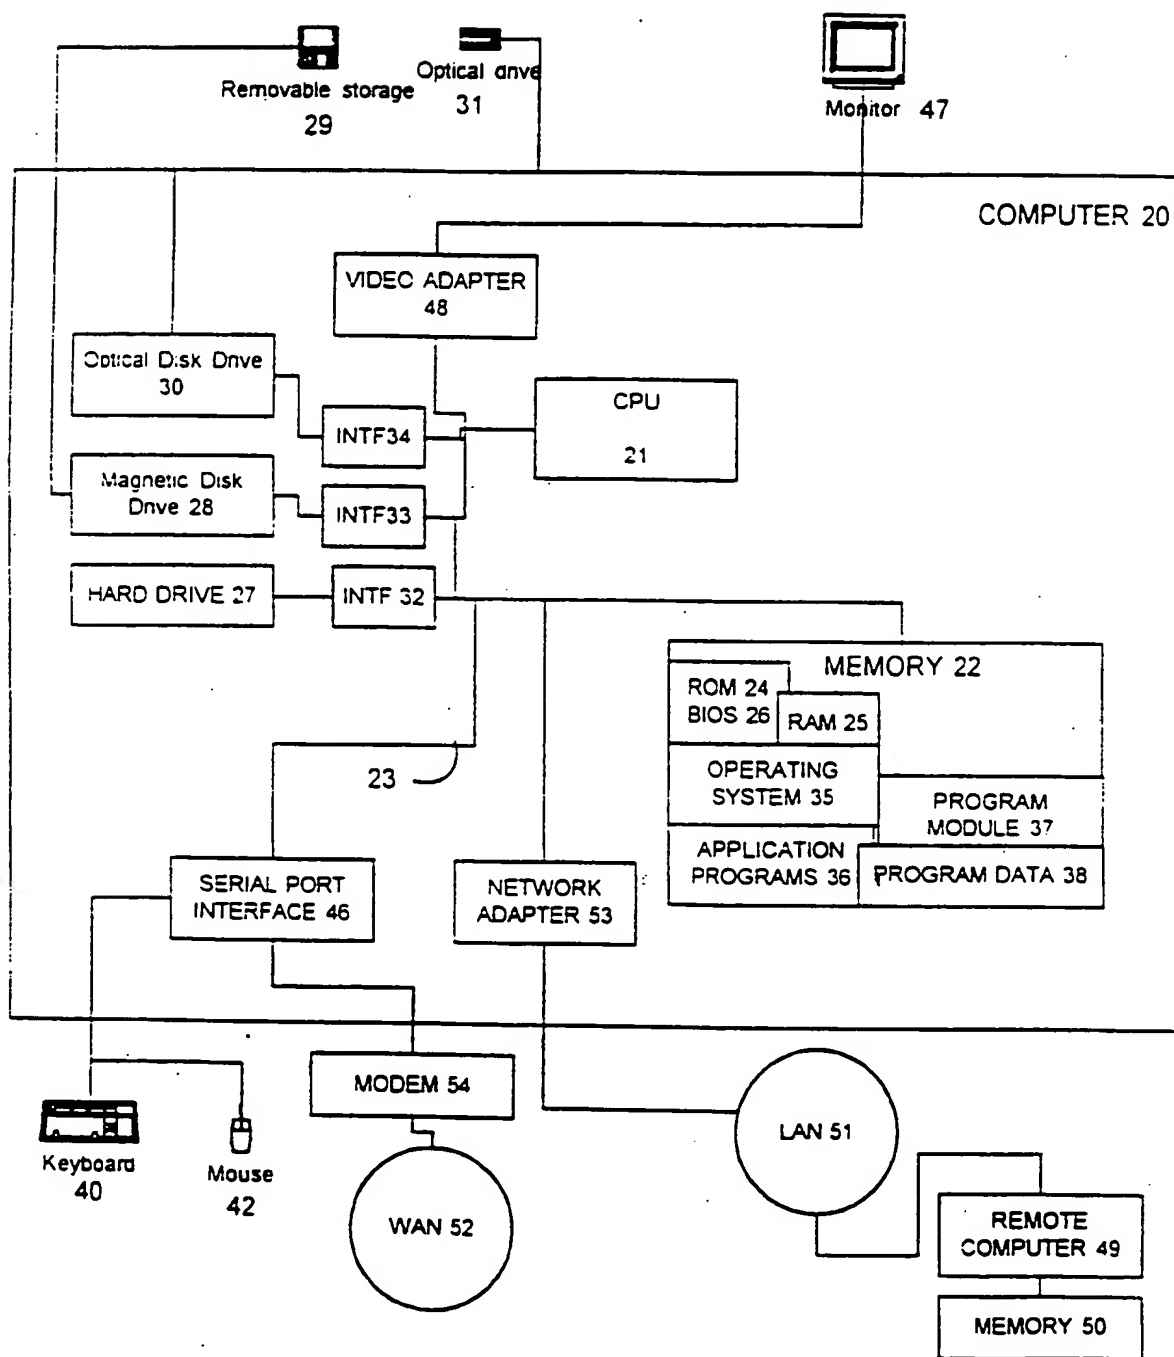 Removable storage
29
Optical drive
31
Monitor 47
COMPUTER 20
VIDEO ADAPTER
48
Optical Disk Drive
30
CPU
21
INTF34
Magnetic Disk
Drive 28
INTF33
HARD DRIVE 27
INTF 32
MEMORY 22
ROM 24
BIOS 26
RAM 25
23
OPERATING
SYSTEM 35
PROGRAM
MODULE 37
APPLICATION
PROGRAMS 36
PROGRAM DATA 38
SERIAL PORT
INTERFACE 46
NETWORK
ADAPTER 53
MODEM 54
LAN 51
Keyboard
40
Mouse
42
WAN 52
REMOTE
COMPUTER 49
MEMORY 50